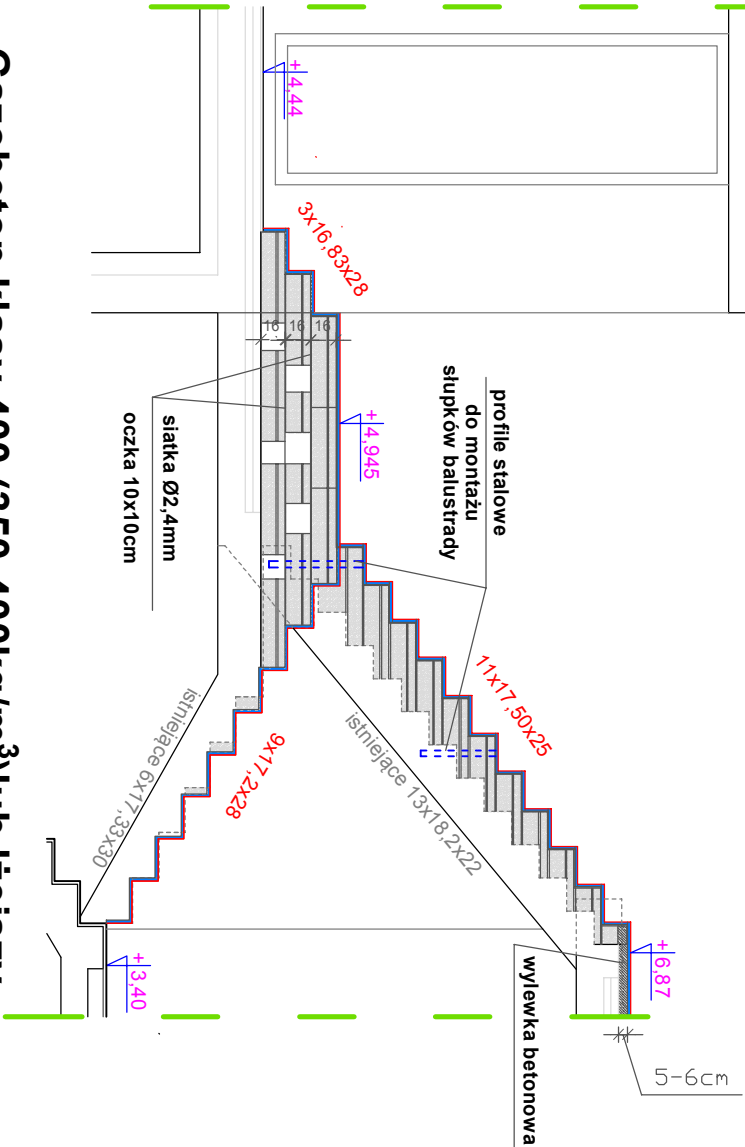 +4,44
3x16,83x28
16 16 16
+4,945
profile stalowe
do montażu
słupków balustrady
siatka Ø2,4mm
oczka 10x10cm
11x17,50x25
istniejące 13x18,2x22
9x17,2x28
istniejące 6x17,33x30
+6,87
+3,40
wylewka betonowa
5-6cm